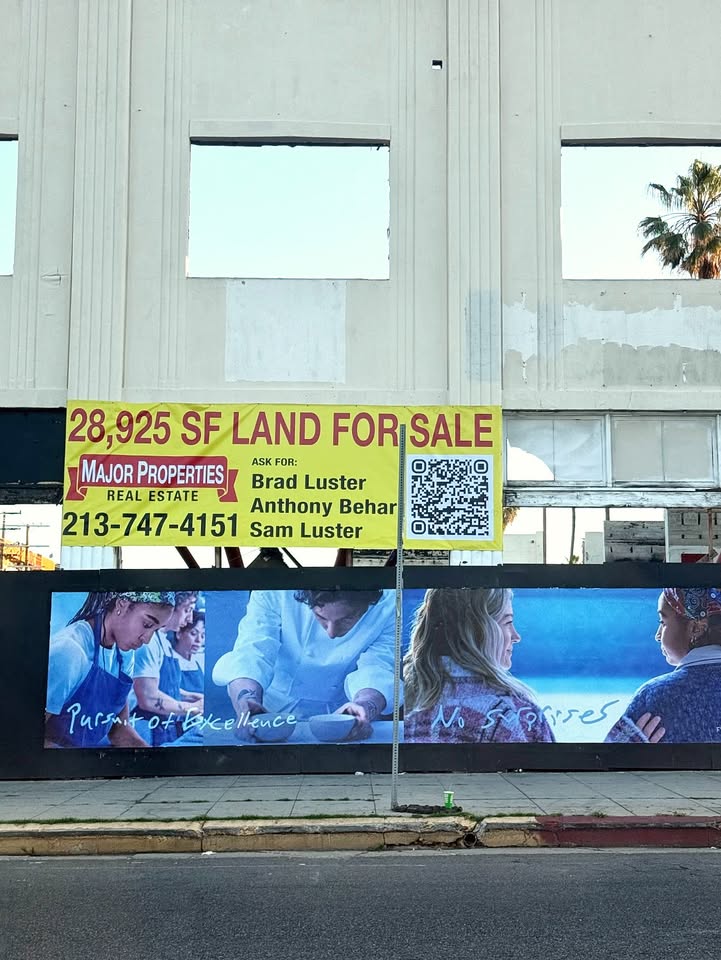 28,925 SF LAND FOR SALE
MAJOR PROPERTIES
REAL ESTATE
213-747-4151
ASK FOR:
Brad Luster
Anthony Behar
Sam Luster
Pursuit of Excellence
No surprises